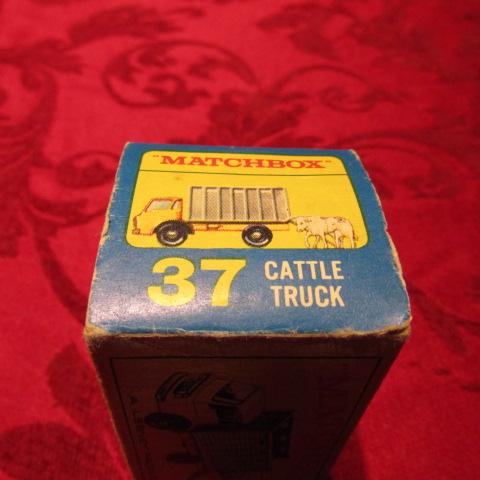 "MATCHBOX"
37 CATTLE
TRUCK